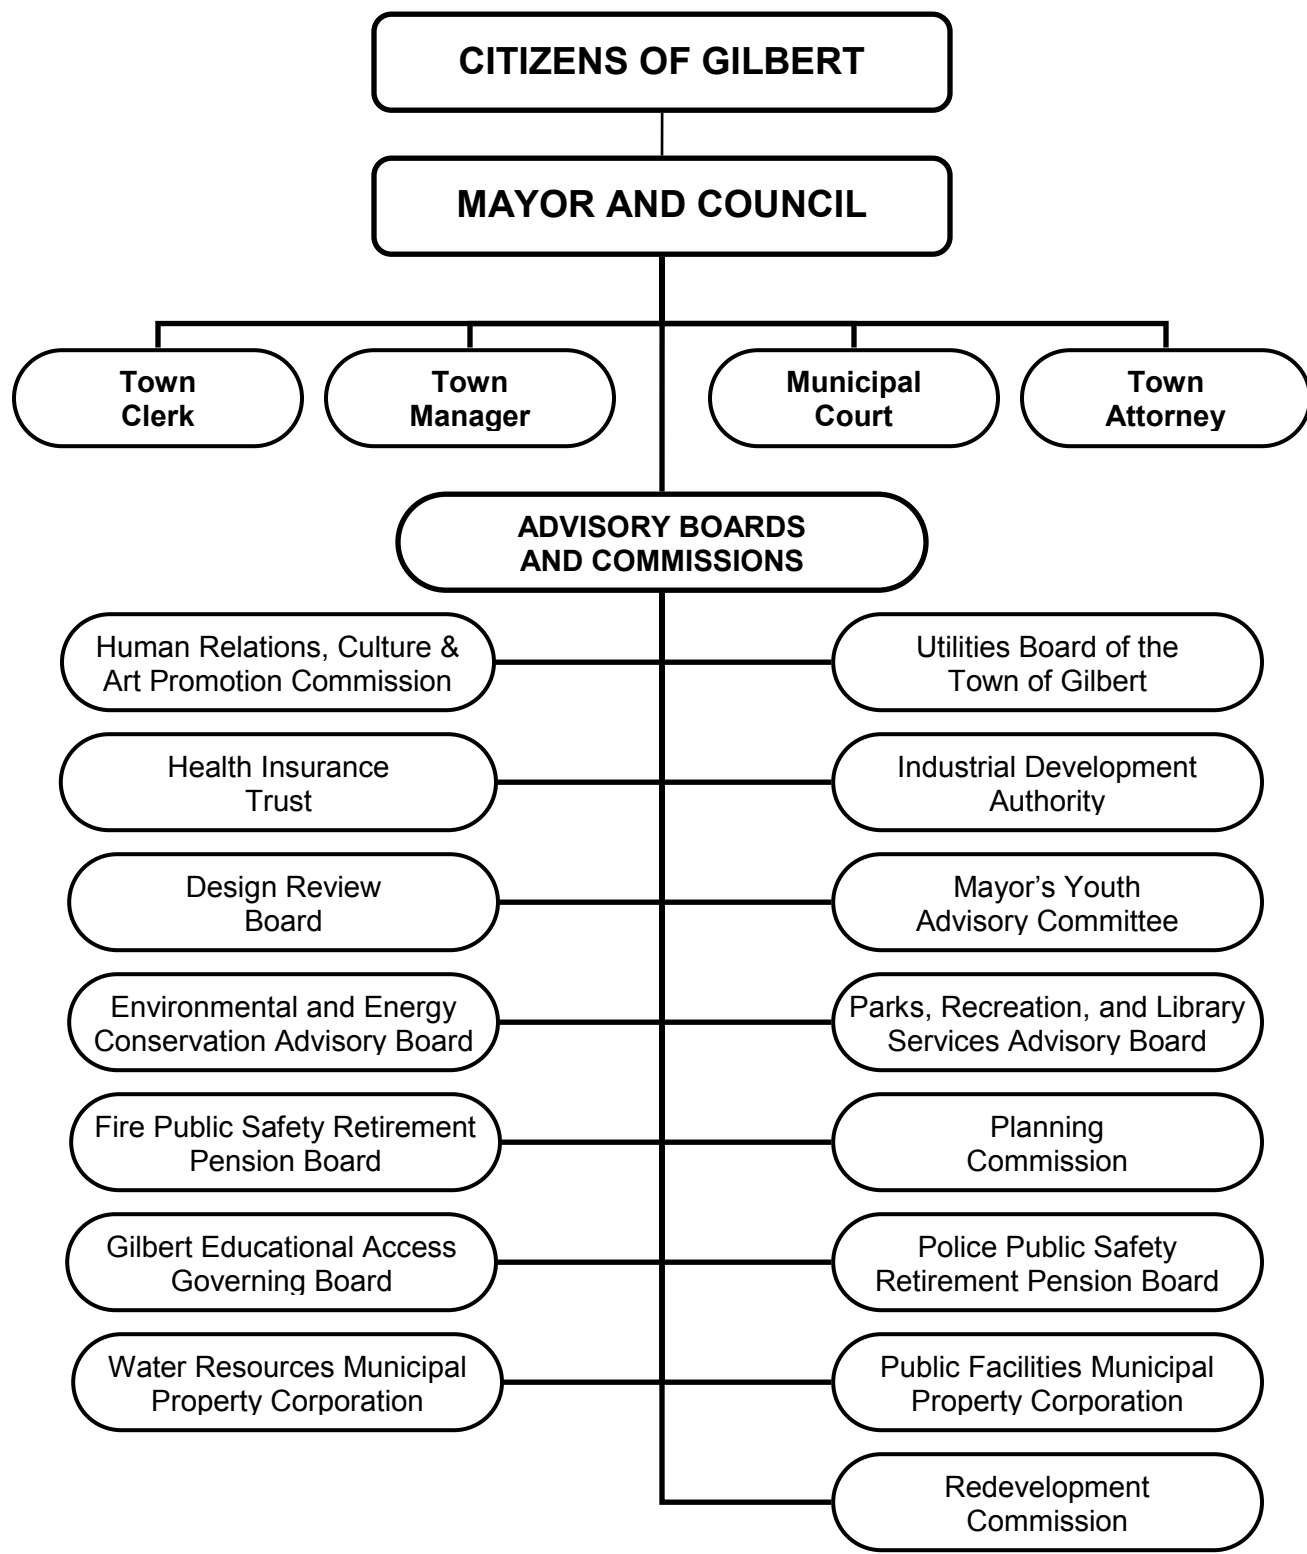 CITIZENS OF GILBERT
MAYOR AND COUNCIL
Town
Clerk
Town
Manager
Municipal
Court
Town
Attorney
ADVISORY BOARDS
AND COMMISSIONS
Human Relations, Culture &
Art Promotion Commission
Utilities Board of the
Town of Gilbert
Health Insurance
Trust
Industrial Development
Authority
Design Review
Board
Mayor’s Youth
Advisory Committee
Environmental and Energy
Conservation Advisory Board
Parks, Recreation, and Library
Services Advisory Board
Fire Public Safety Retirement
Pension Board
Planning
Commission
Gilbert Educational Access
Governing Board
Police Public Safety
Retirement Pension Board
Water Resources Municipal
Property Corporation
Public Facilities Municipal
Property Corporation
Redevelopment
Commission